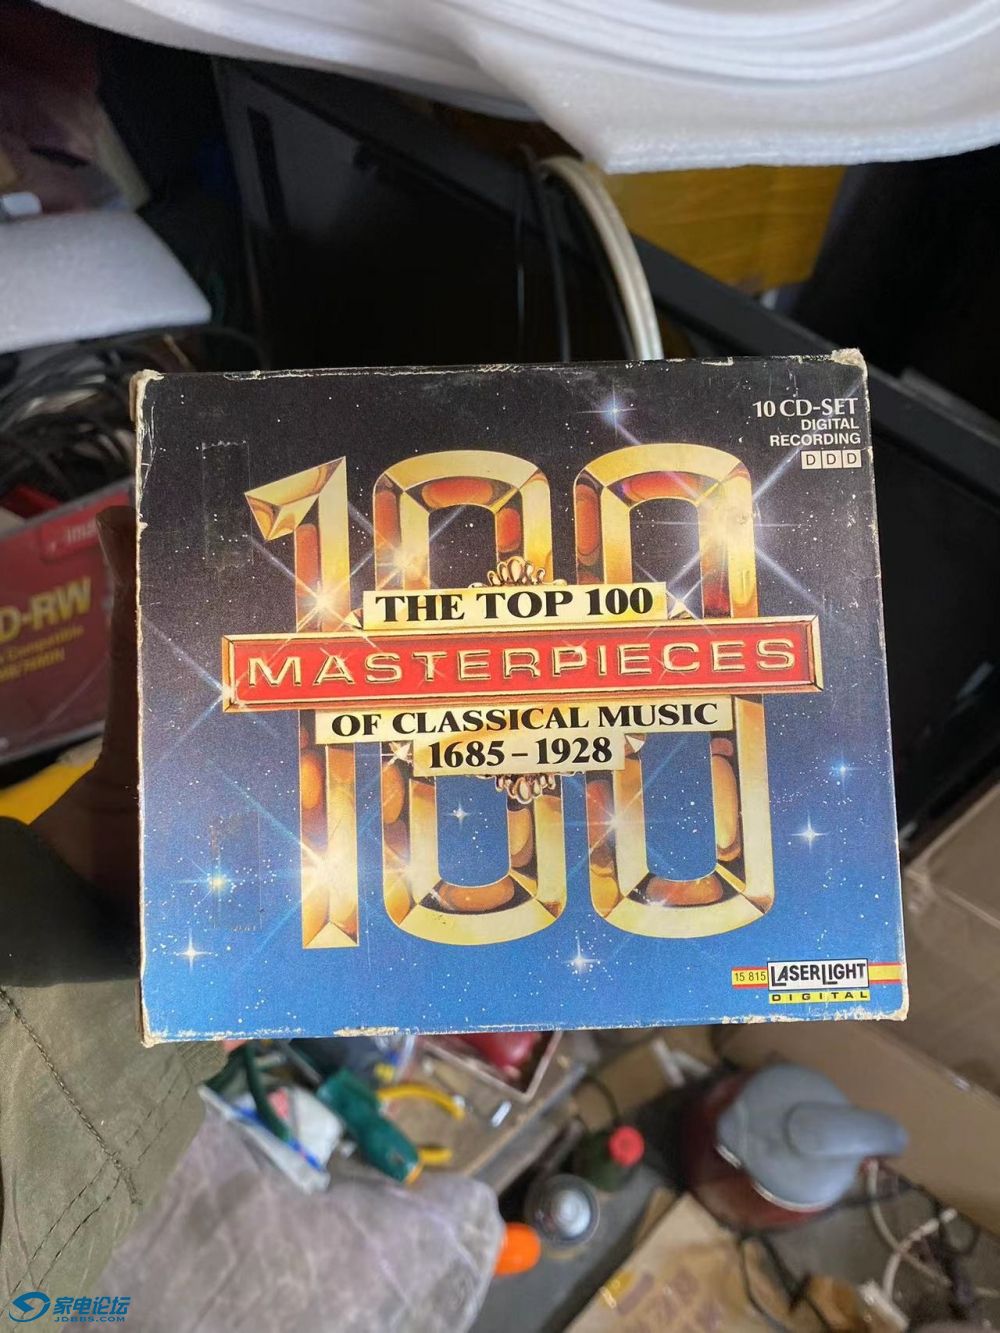 10 CD-SET
DIGITAL
RECORDING
DDD
100
THE TOP 100
MASTERPIECES
OF CLASSICAL MUSIC
1685-1928
15 815 LASERLIGHT
DIGITAL
D-RW
家电论坛
JDBBS.COM